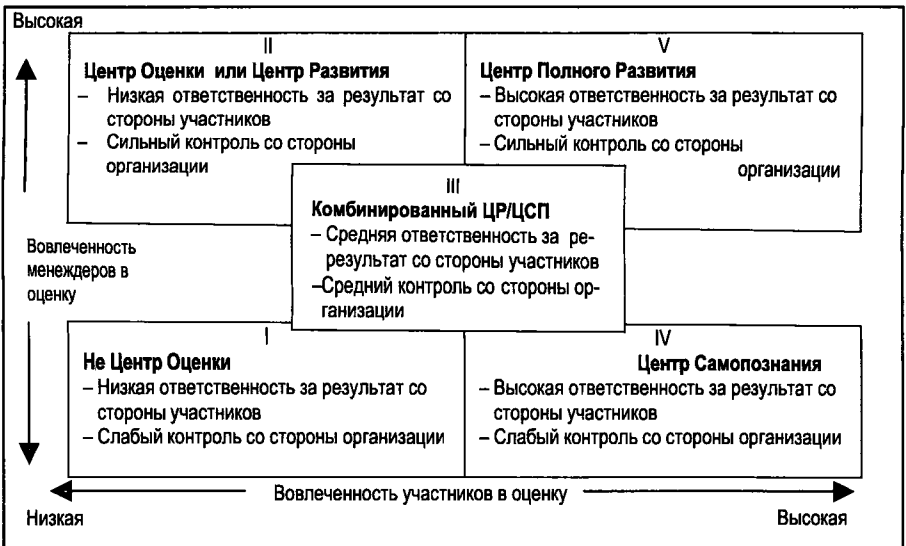 Высокая
II
Центр Оценки или Центр Развития
– Низкая ответственность за результат со
стороны участников
– Сильный контроль со стороны
организации
V
Центр Полного Развития
– Высокая ответственность за результат со
стороны участников
– Сильный контроль со стороны
организации
III
Комбинированный ЦР/ЦСП
– Средняя ответственность за ре-
результат со стороны участников
–Средний контроль со стороны ор-
ганизации
Вовлеченность
менеждеров в
оценку
I
Не Центр Оценки
– Низкая ответственность за результат со
стороны участников
– Слабый контроль со стороны организации
IV
Центр Самопознания
– Высокая ответственность за результат со
стороны участников
– Слабый контроль со стороны организации
Вовлеченность участников в оценку
Низкая
Высокая